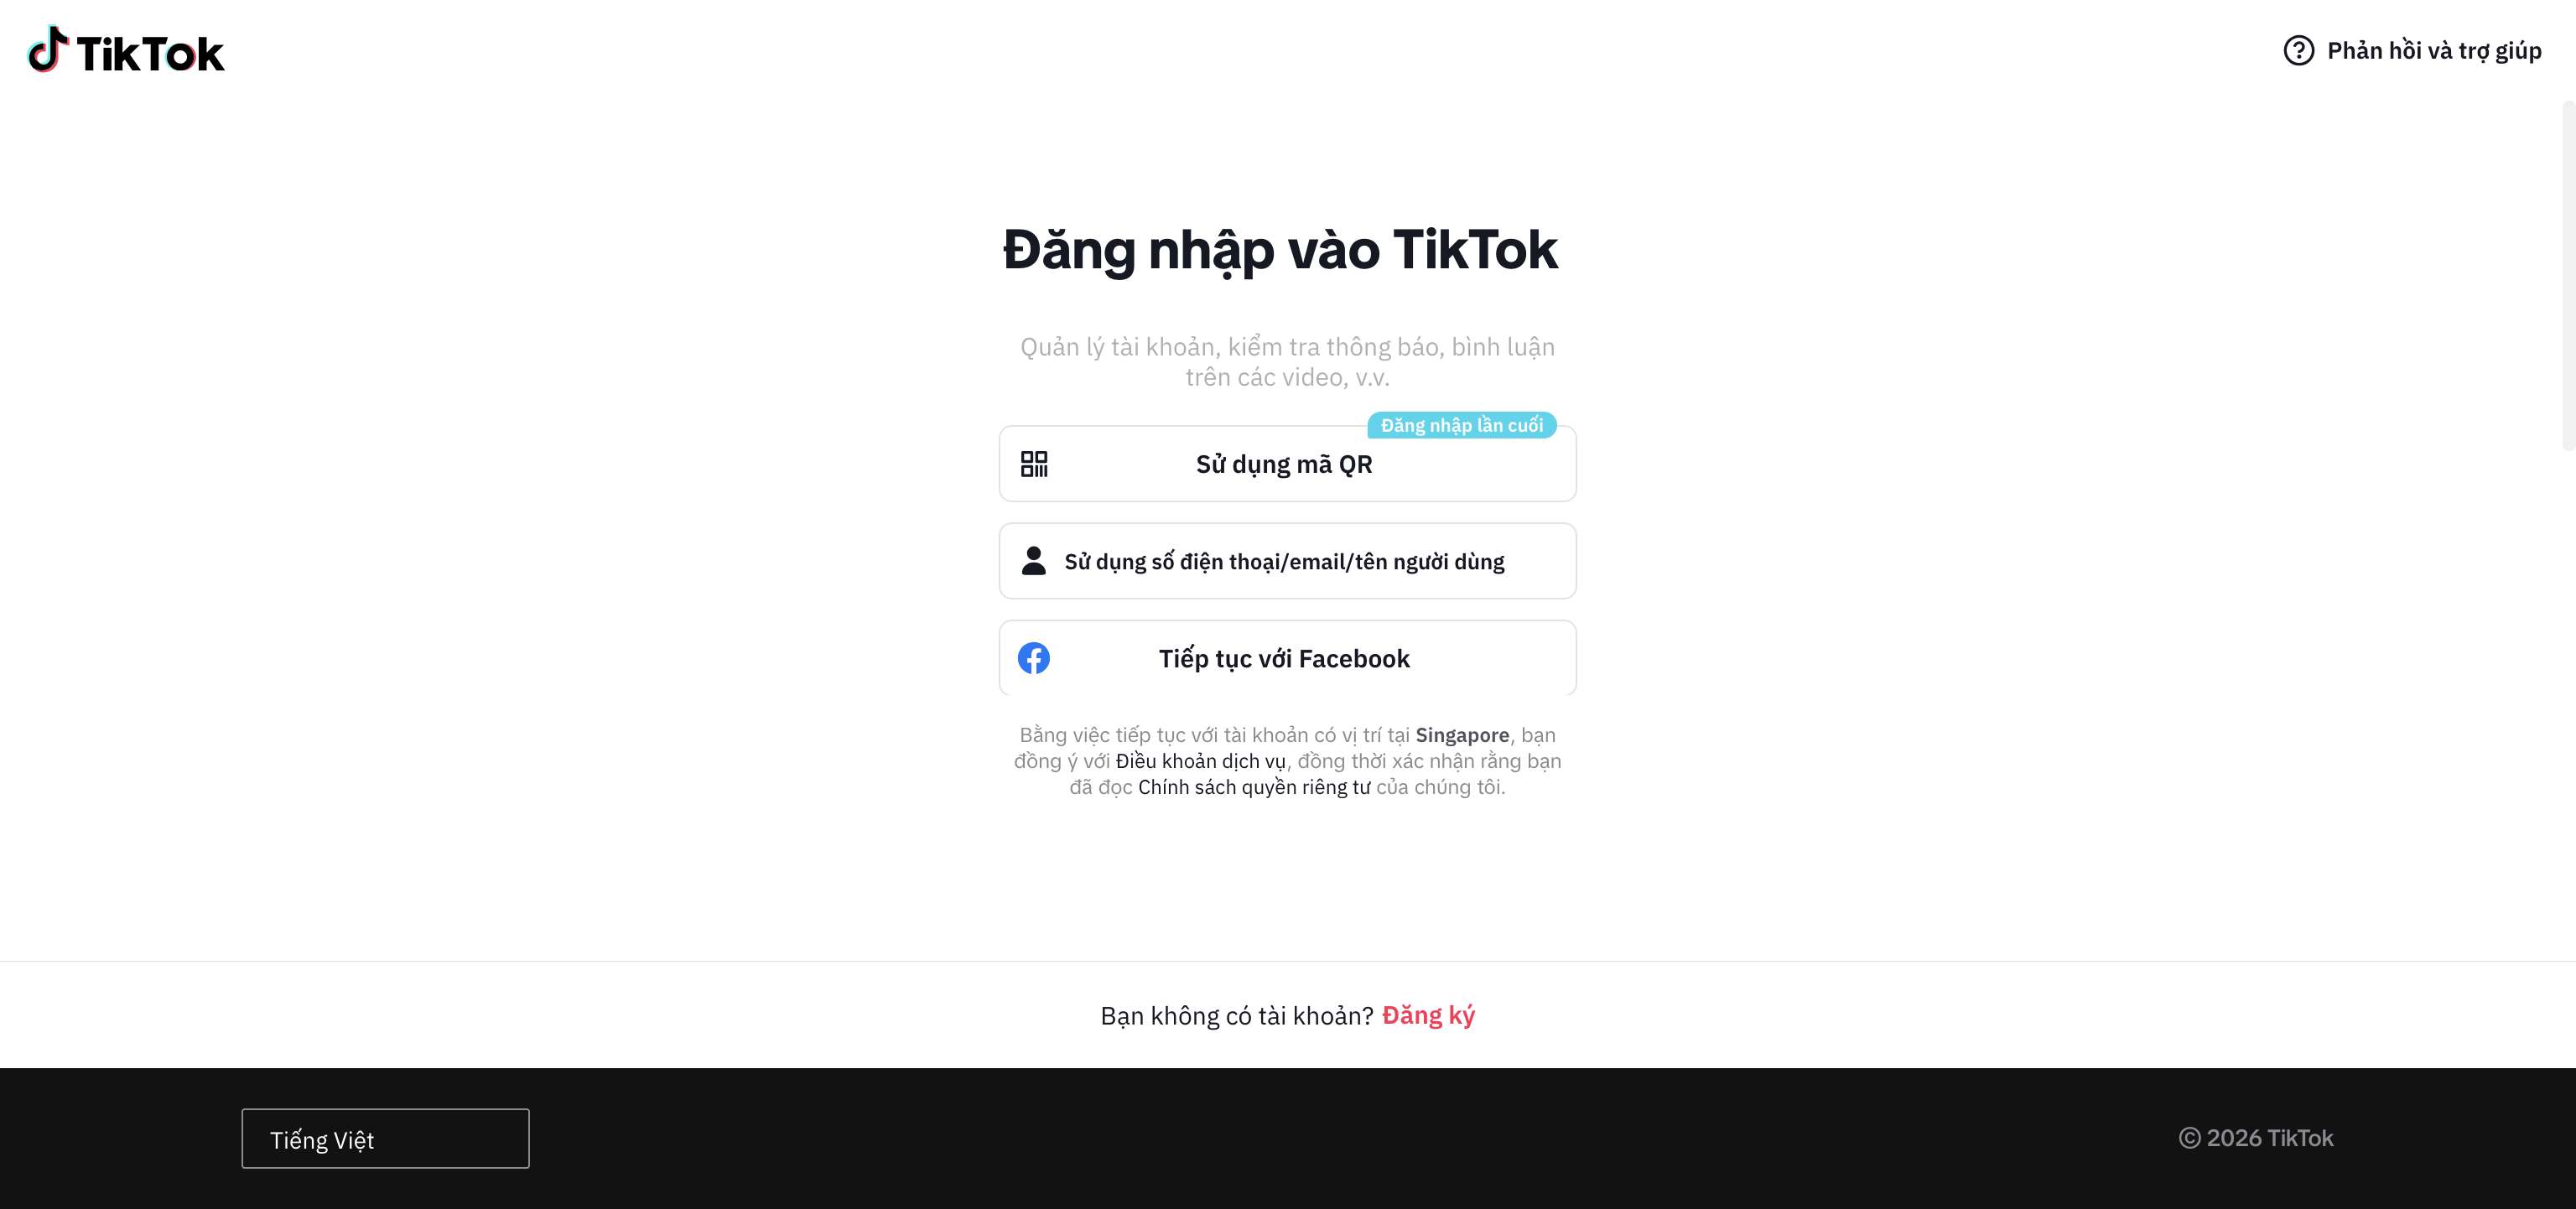 TikTok
Phản hồi và trợ giúp
Đăng nhập vào TikTok
Quản lý tài khoản, kiểm tra thông báo, bình luận
trên các video, v.v.
Đăng nhập lần cuối
Sử dụng mã QR
Sử dụng số điện thoại/email/tên người dùng
Tiếp tục với Facebook
Bằng việc tiếp tục với tài khoản có vị trí tại Singapore, bạn
đồng ý với Điều khoản dịch vụ, đồng thời xác nhận rằng bạn
đã đọc Chính sách quyền riêng tư của chúng tôi.
Bạn không có tài khoản? Đăng ký
Tiếng Việt
© 2026 TikTok